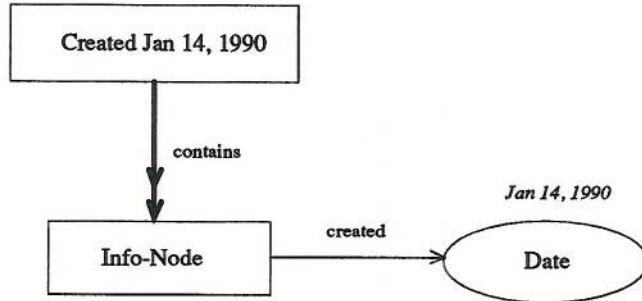 Created Jan 14, 1990
contains
Jan 14, 1990
created
Info-Node
Date